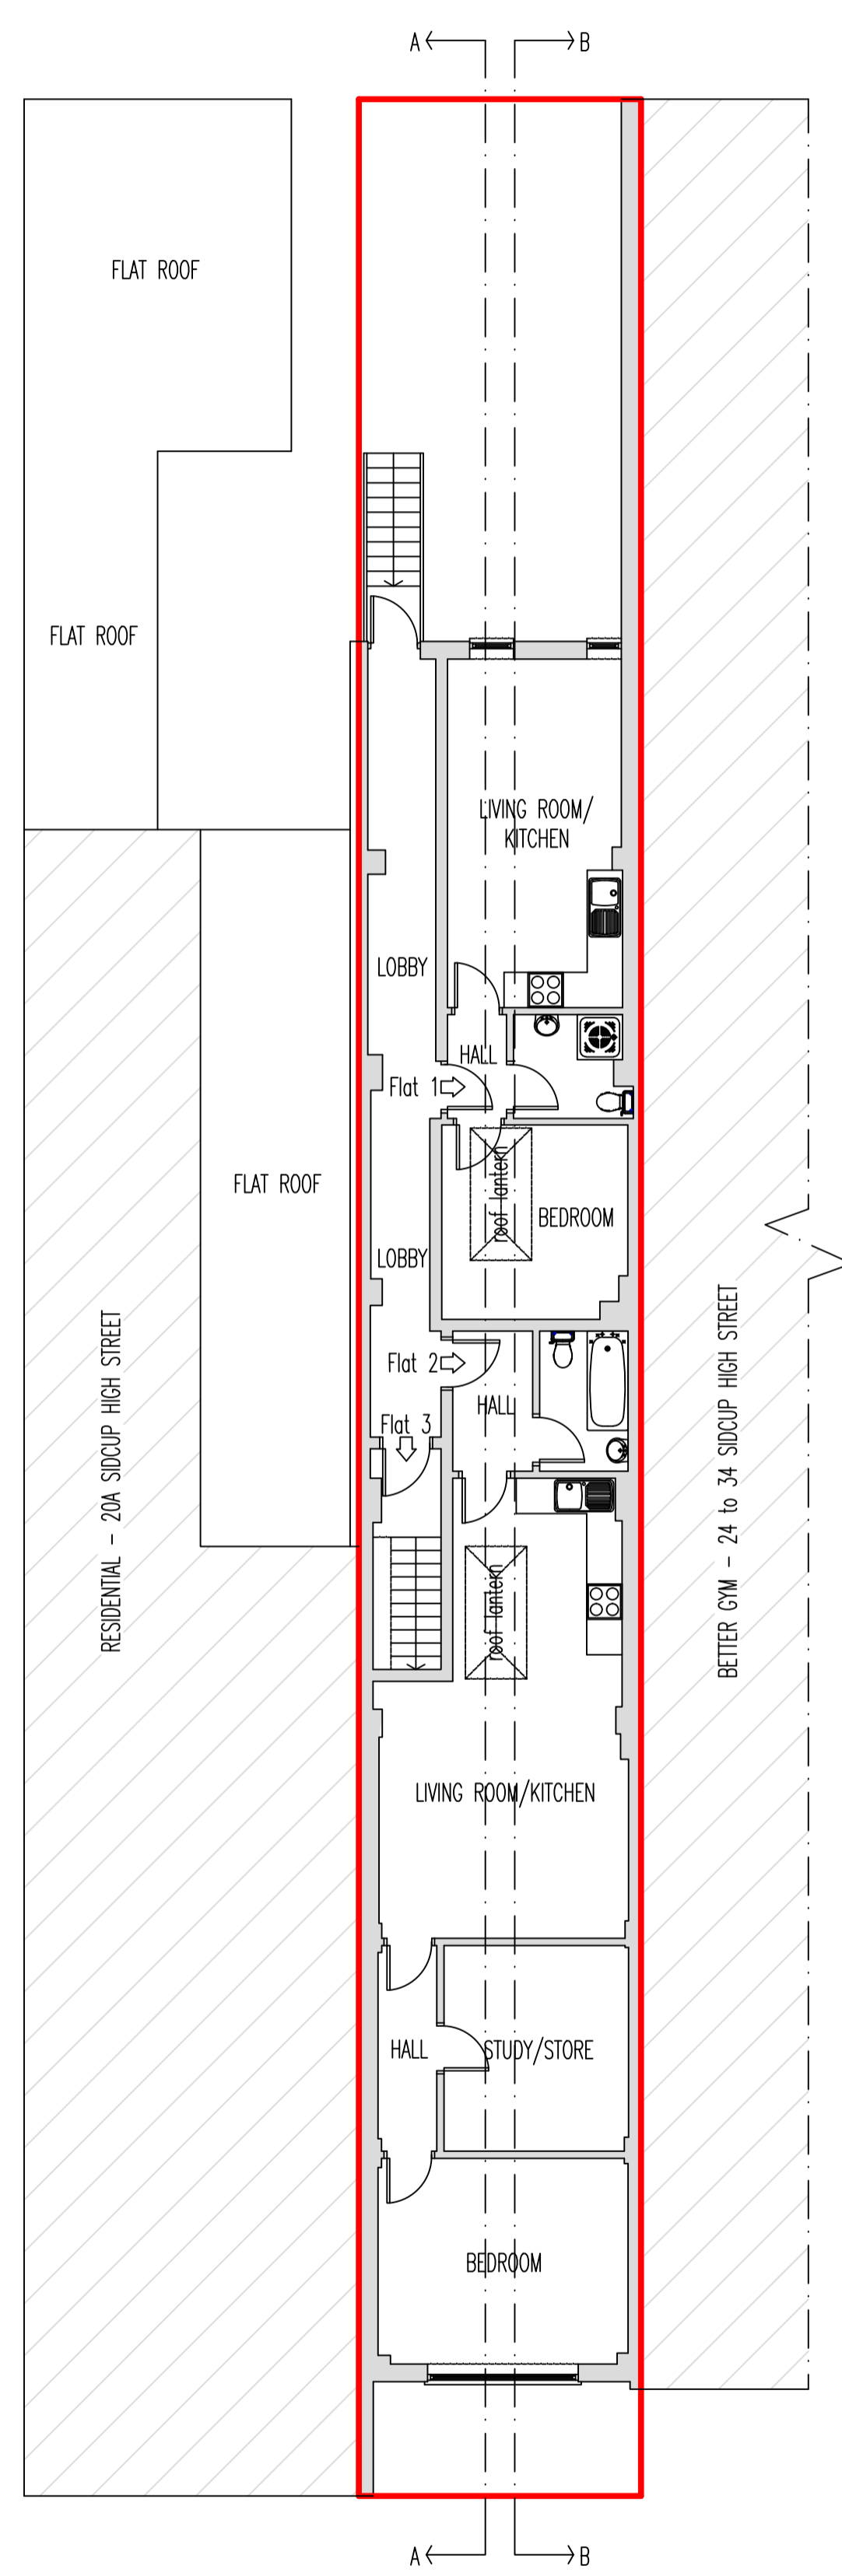 A
B
FLAT ROOF
FLAT ROOF
LIVING ROOM/
KITCHEN
LOBBY
HALL
Flat 1
FLAT ROOF
roof lantern
BEDROOM
LOBBY
RESIDENTIAL - 20A SIDCUP HIGH STREET
BETTER GYM - 24 to 34 SIDCUP HIGH STREET
Flat 2
HALL
Flat 3
roof lantern
LIVING ROOM/KITCHEN
HALL
STUDY/STORE
BEDROOM
A
B